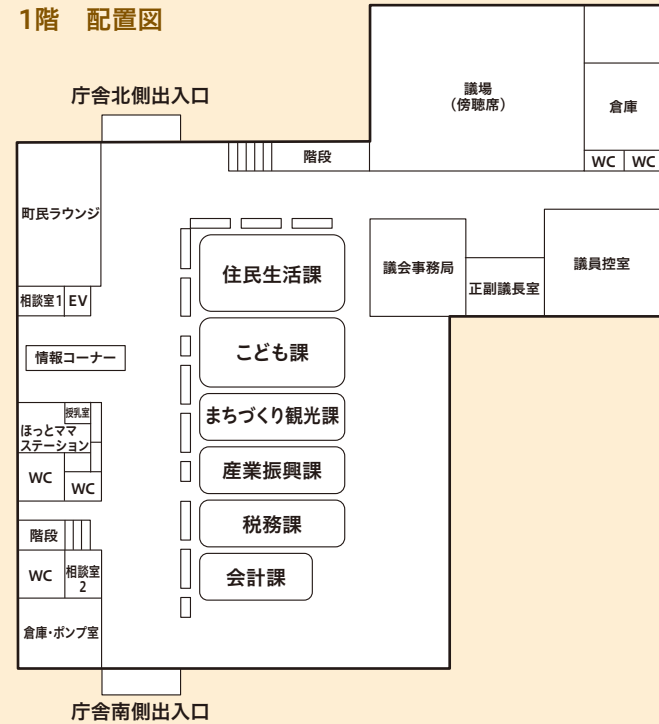 1階　配置図
庁舎北側出入口
議場
(傍聴席)
倉庫
WC
WC
階段
町民ラウンジ
住民生活課
議会事務局
正副議長室
議員控室
相談室1
EV
こども課
情報コーナー
まちづくり観光課
授乳室
ほっとママ
ステーション
WC
WC
産業振興課
税務課
階段
会計課
WC
相談室
2
倉庫・ポンプ室
庁舎南側出入口